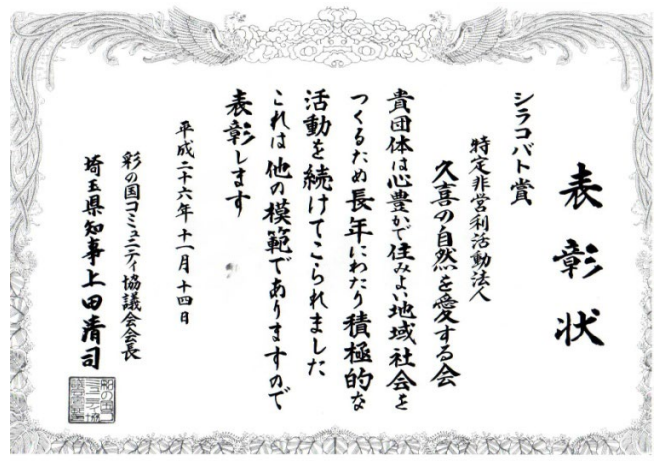 表彰状
シラコバト賞
特定非営利活動法人
久喜の自然を愛する会
貴団体は心豊かで住みよい地域社会を
つくるため長年にわたり積極的な
活動を続けてこられました
これは他の模範でありますので
表彰します
平成二十六年十一月十四日
彩の国コミュニティ協議会会長
埼玉県知事上田清司